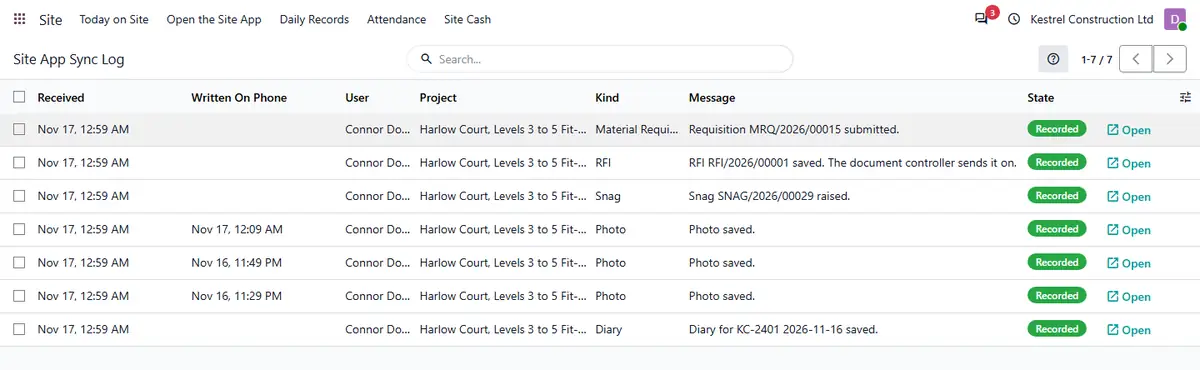 Site Today on Site Open the Site App Daily Records Attendance Site Cash 3 Kestrel Construction Ltd D
Site App Sync Log Search... 1-7 / 7
Received Written On Phone User Project Kind Message State
Nov 17, 12:59 AM Connor Do... Harlow Court, Levels 3 to 5 Fit-... Material Requi... Requisition MRQ/2026/00015 submitted. Recorded Open
Nov 17, 12:59 AM Connor Do... Harlow Court, Levels 3 to 5 Fit-... RFI RFI RFI/2026/00001 saved. The document controller sends it on. Recorded Open
Nov 17, 12:59 AM Connor Do... Harlow Court, Levels 3 to 5 Fit-... Snag Snag SNAG/2026/00029 raised. Recorded Open
Nov 17, 12:59 AM Nov 17, 12:09 AM Connor Do... Harlow Court, Levels 3 to 5 Fit-... Photo Photo saved. Recorded Open
Nov 17, 12:59 AM Nov 16, 11:49 PM Connor Do... Harlow Court, Levels 3 to 5 Fit-... Photo Photo saved. Recorded Open
Nov 17, 12:59 AM Nov 16, 11:29 PM Connor Do... Harlow Court, Levels 3 to 5 Fit-... Photo Photo saved. Recorded Open
Nov 17, 12:59 AM Connor Do... Harlow Court, Levels 3 to 5 Fit-... Diary Diary for KC-2401 2026-11-16 saved. Recorded Open